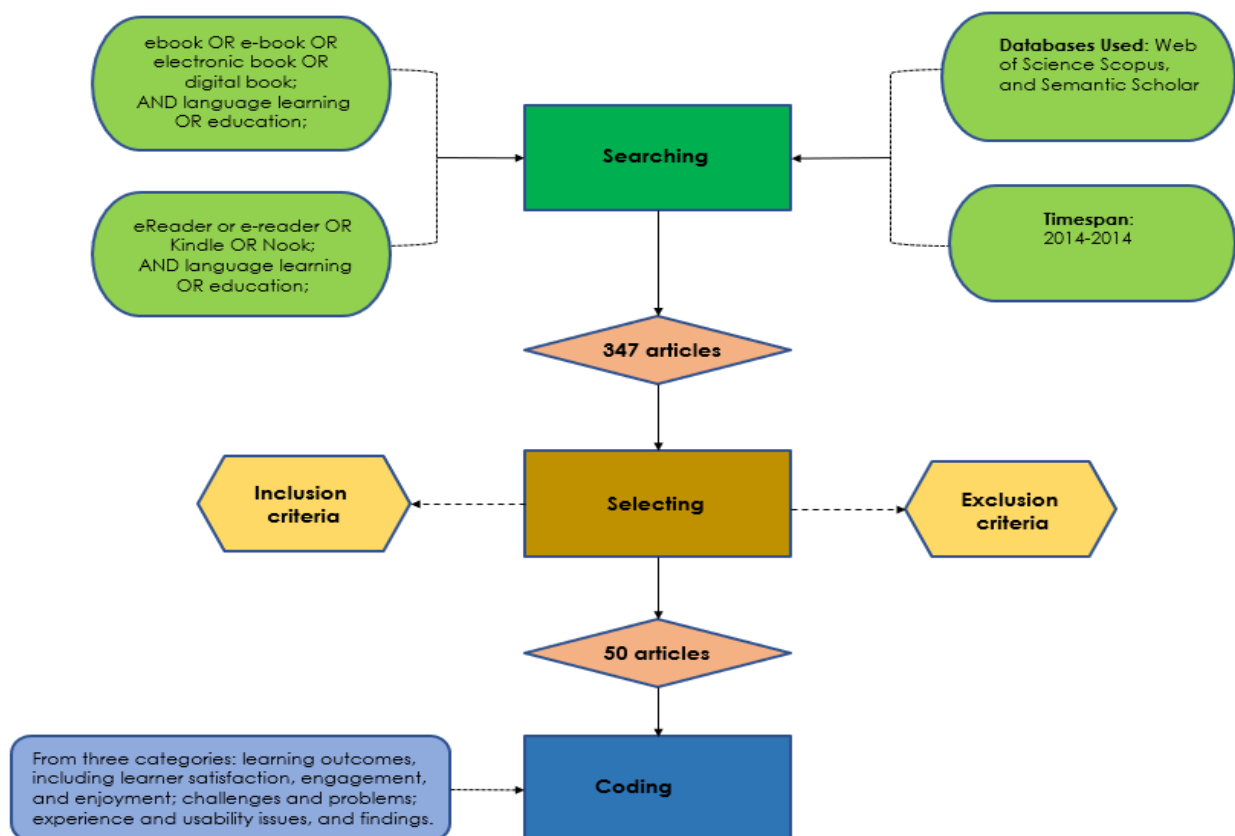 ebook OR e-book OR
electronic book OR
digital book;
AND language learning
OR education;
Databases Used: Web
of Science Scopus,
and Semantic Scholar
Searching
eReader or e-reader OR
Kindle OR Nook;
AND language learning
OR education;
Timespan:
2014-2014
347 articles
Inclusion
criteria
Selecting
Exclusion
criteria
50 articles
From three categories: learning outcomes,
including learner satisfaction, engagement,
and enjoyment; challenges and problems;
experience and usability issues, and findings.
Coding